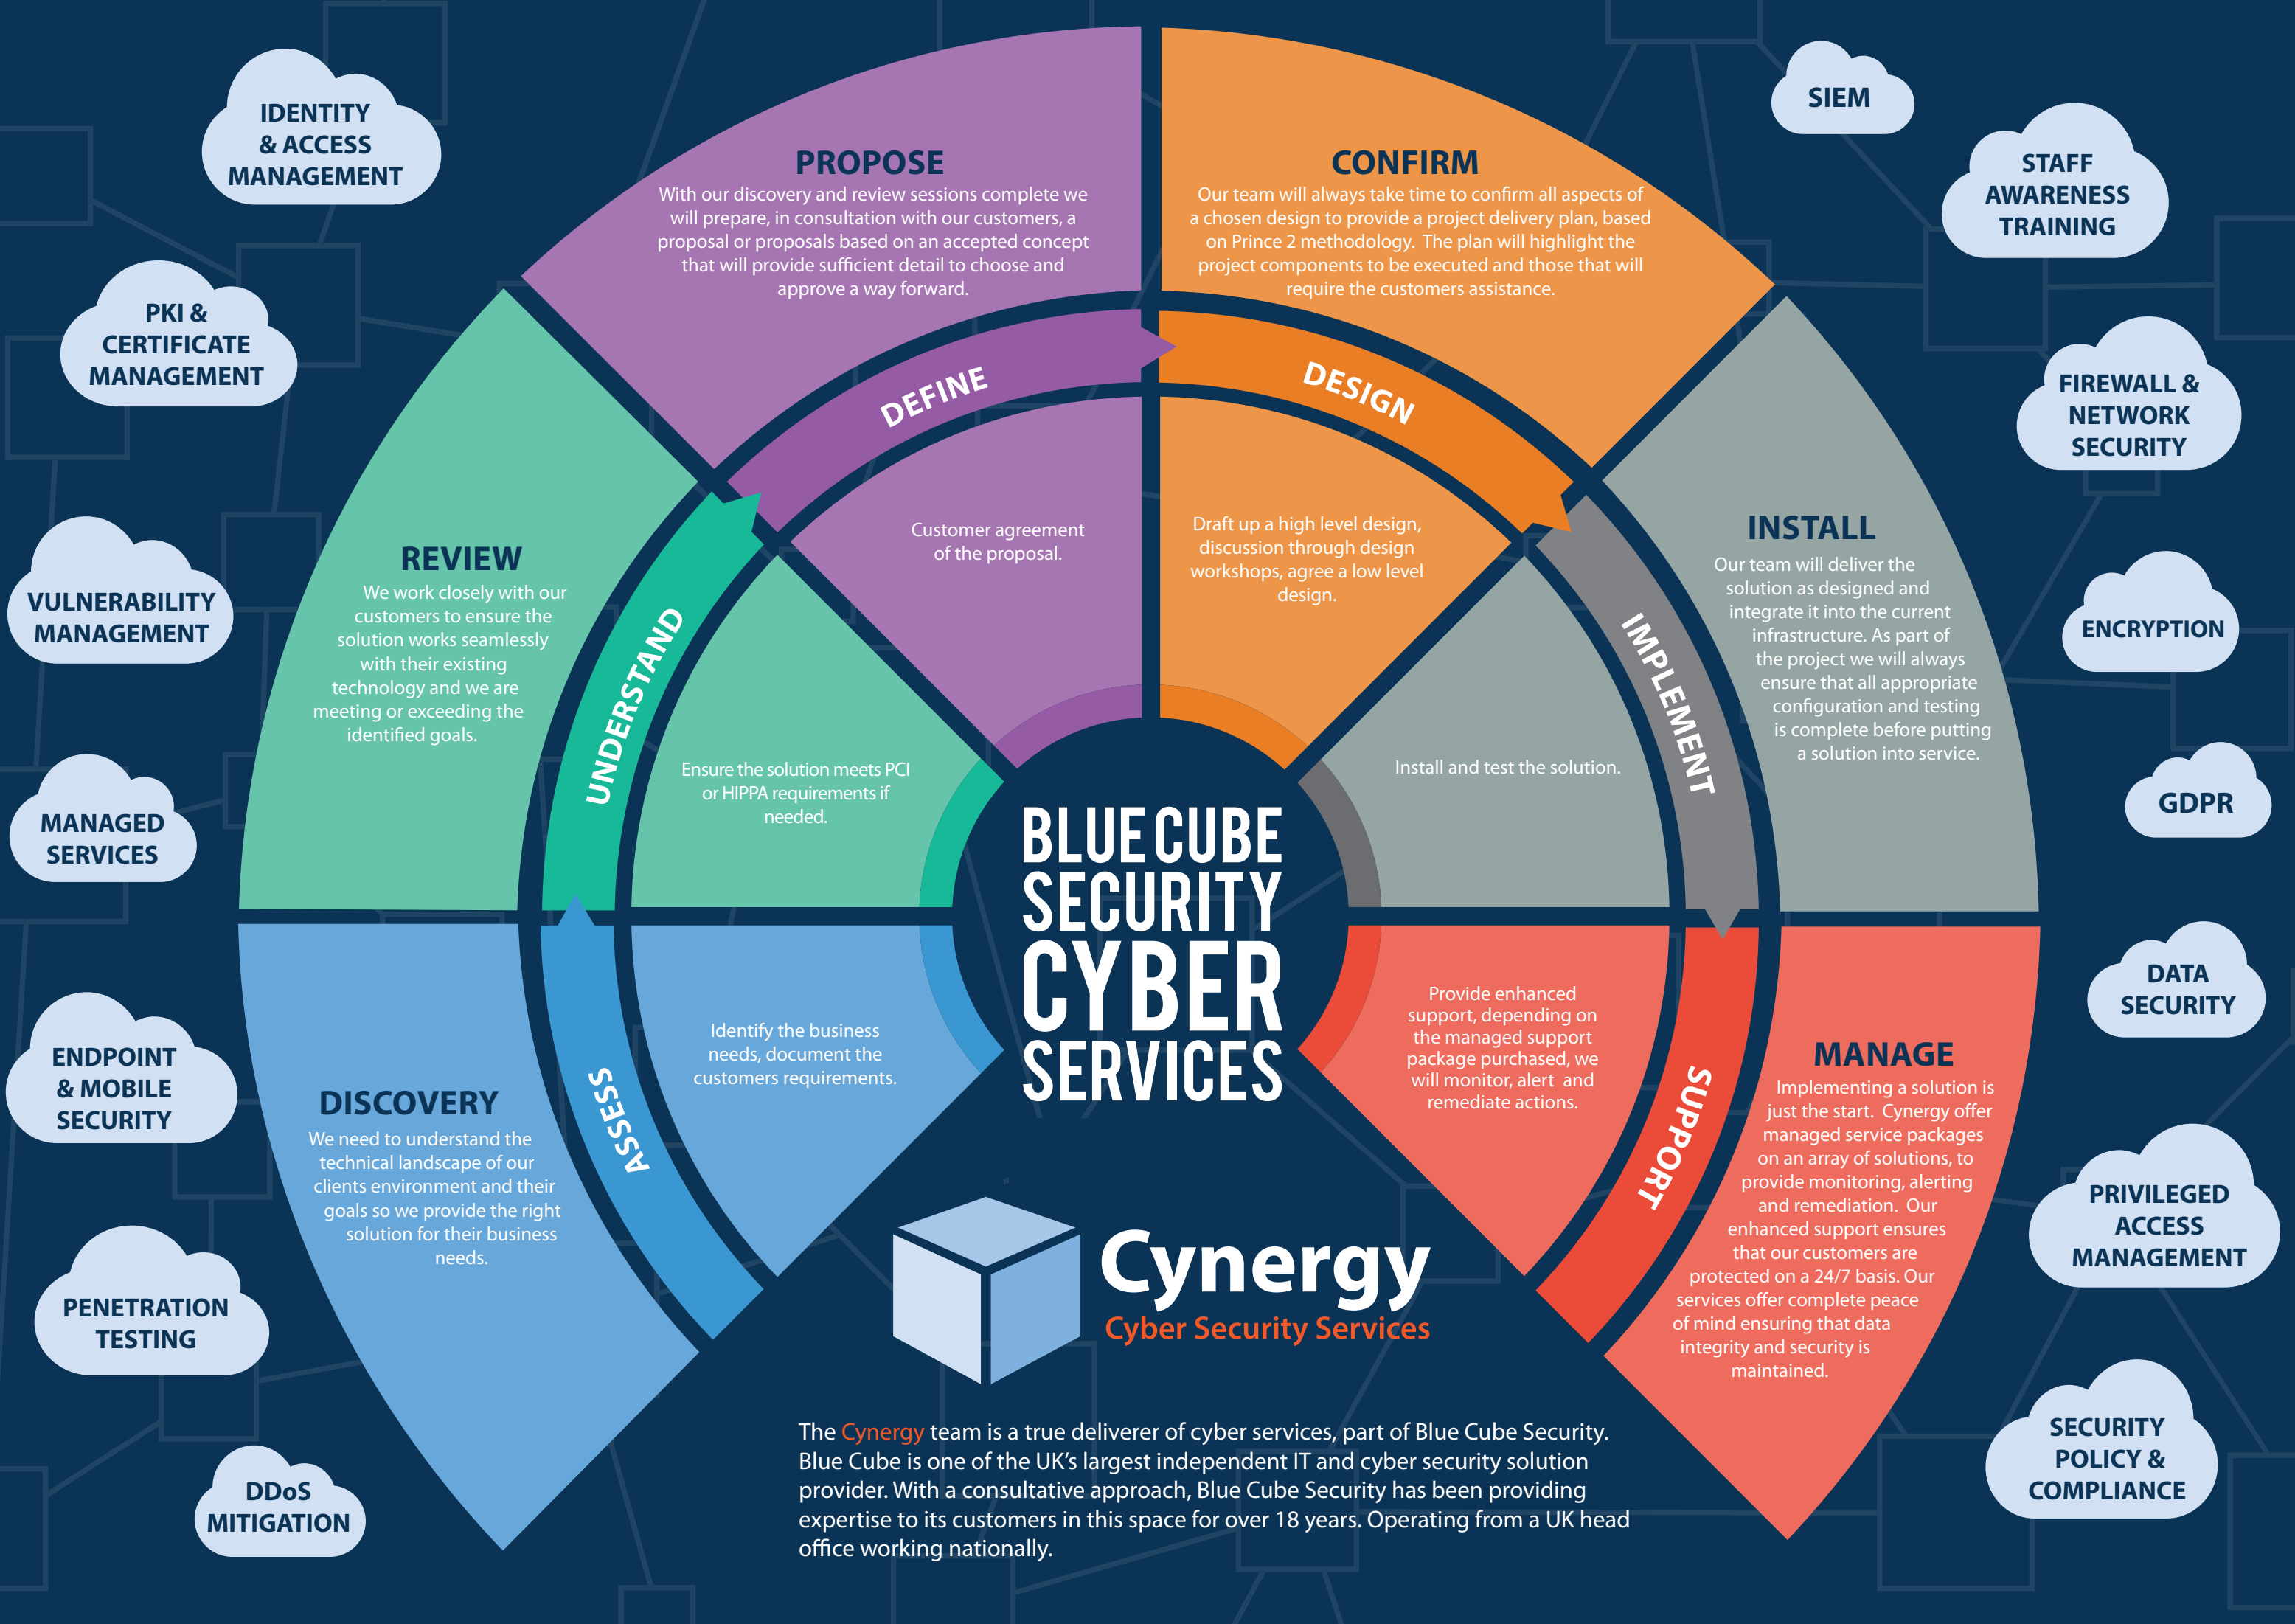 IDENTITY
& ACCESS
MANAGEMENT
PKI &
CERTIFICATE
MANAGEMENT
VULNERABILITY
MANAGEMENT
MANAGED
SERVICES
ENDPOINT
& MOBILE
SECURITY
PENETRATION
TESTING
DDoS
MITIGATION
DISCOVERY
We need to understand the
technical landscape of our
clients environment and their
goals so we provide the right
solution for their business
needs.
ASSESS
Identify the business
needs, document the
customers requirements.
REVIEW
We work closely with our
customers to ensure the
solution works seamlessly
with their existing
technology and we are
meeting or exceeding the
identified goals.
UNDERSTAND
Ensure the solution meets PCI
or HIPPA requirements if
needed.
PROPOSE
With our discovery and review sessions complete we
will prepare, in consultation with our customers, a
proposal or proposals based on an accepted concept
that will provide sufficient detail to choose and
approve a way forward.
DEFINE
Customer agreement
of the proposal.
CONFIRM
Our team will always take time to confirm all aspects of
a chosen design to provide a project delivery plan, based
on Prince 2 methodology. The plan will highlight the
project components to be executed and those that will
require the customers assistance.
DESIGN
Draft up a high level design,
discussion through design
workshops, agree a low level
design.
INSTALL
Our team will deliver the
solution as designed and
integrate it into the current
infrastructure. As part of
the project we will always
ensure that all appropriate
configuration and testing
is complete before putting
a solution into service.
IMPLEMENT
Install and test the solution.
MANAGE
Implementing a solution is
just the start. Cynergy offer
managed service packages
on an array of solutions, to
provide monitoring, alerting
and remediation. Our
enhanced support ensures
that our customers are
protected on a 24/7 basis. Our
services offer complete peace
of mind ensuring that data
integrity and security is
maintained.
SUPPORT
Provide enhanced
support, depending on
the managed support
package purchased, we
will monitor, alert and
remediate actions.
BLUE CUBE
SECURITY
CYBER
SERVICES
Cynergy
Cyber Security Services
The Cynergy team is a true deliverer of cyber services, part of Blue Cube Security.
Blue Cube is one of the UK's largest independent IT and cyber security solution
provider. With a consultative approach, Blue Cube Security has been providing
expertise to its customers in this space for over 18 years. Operating from a UK head
office working nationally.
SIEM
STAFF
AWARENESS
TRAINING
FIREWALL &
NETWORK
SECURITY
ENCRYPTION
GDPR
DATA
SECURITY
PRIVILEGED
ACCESS
MANAGEMENT
SECURITY
POLICY &
COMPLIANCE